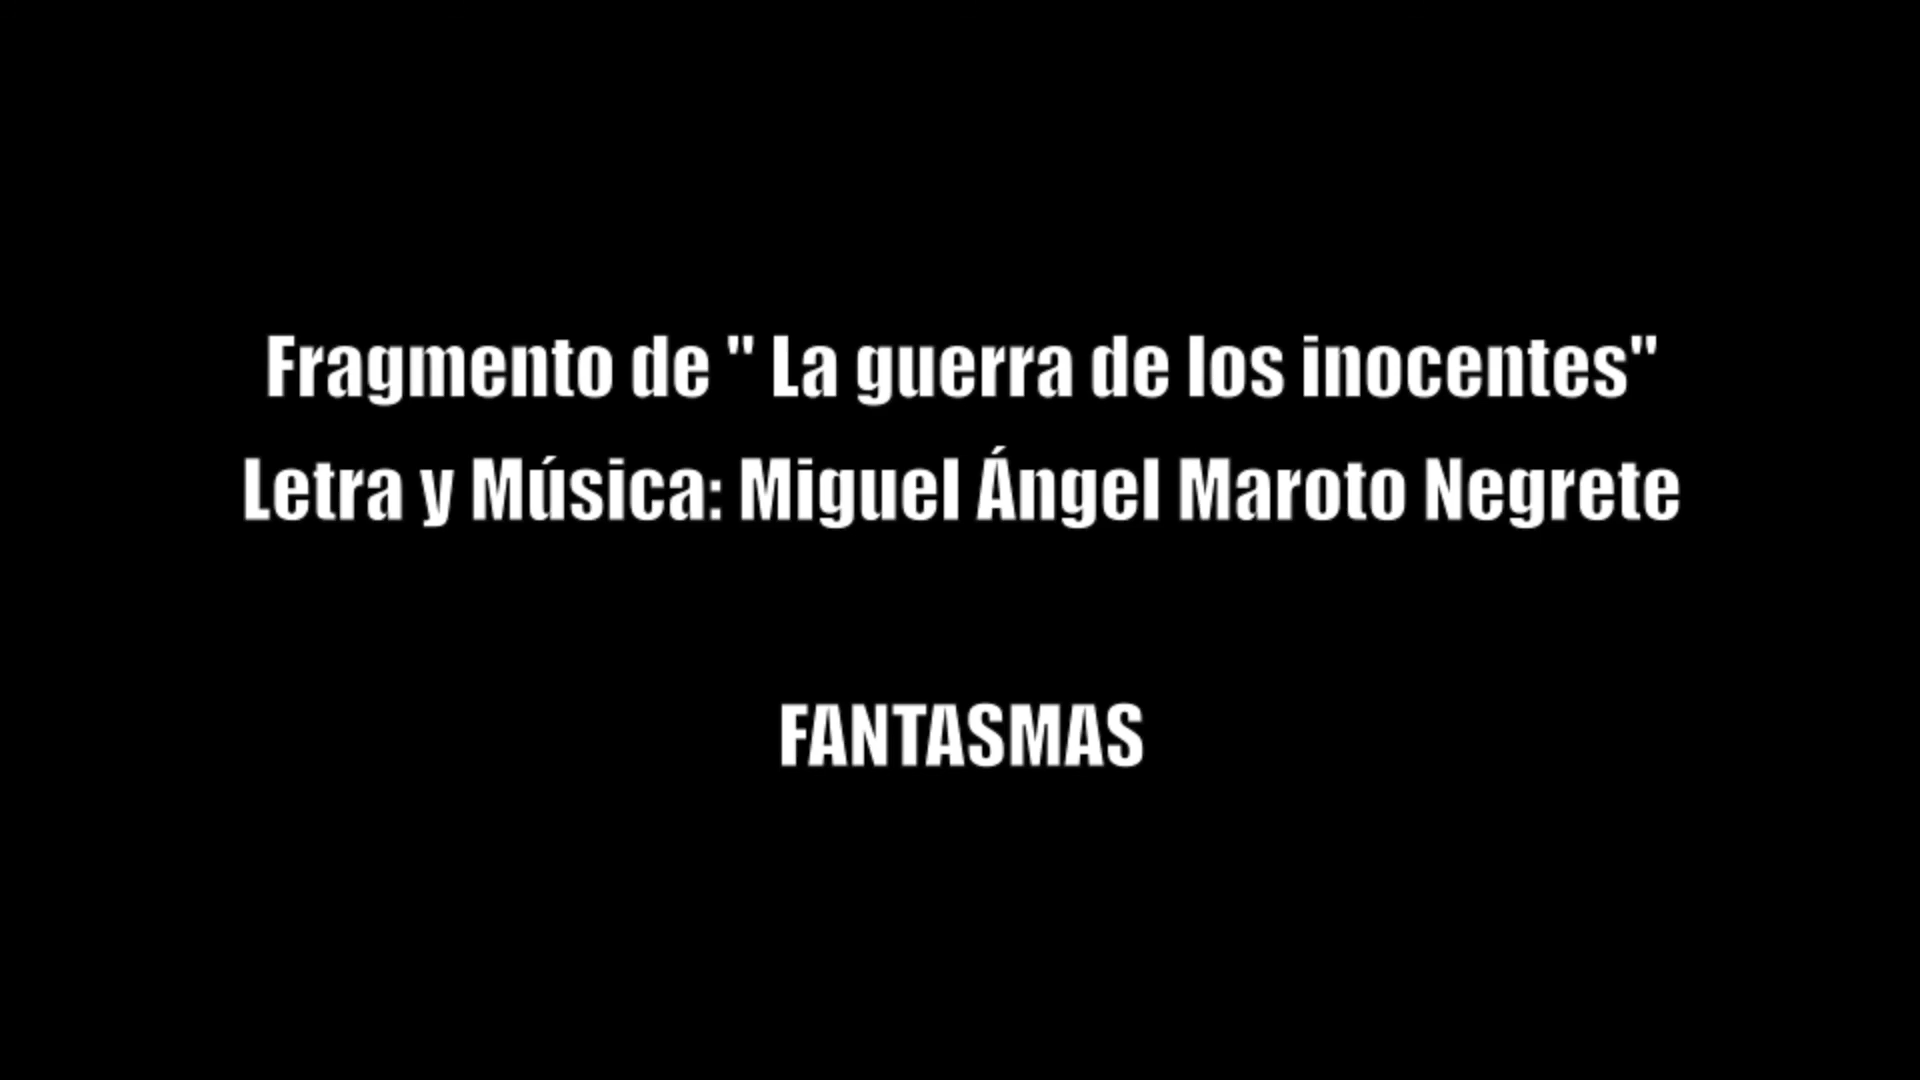 Fragmento de " La guerra de los inocentes"
Letra y Música: Miguel Ángel Maroto Negrete
FANTASMAS